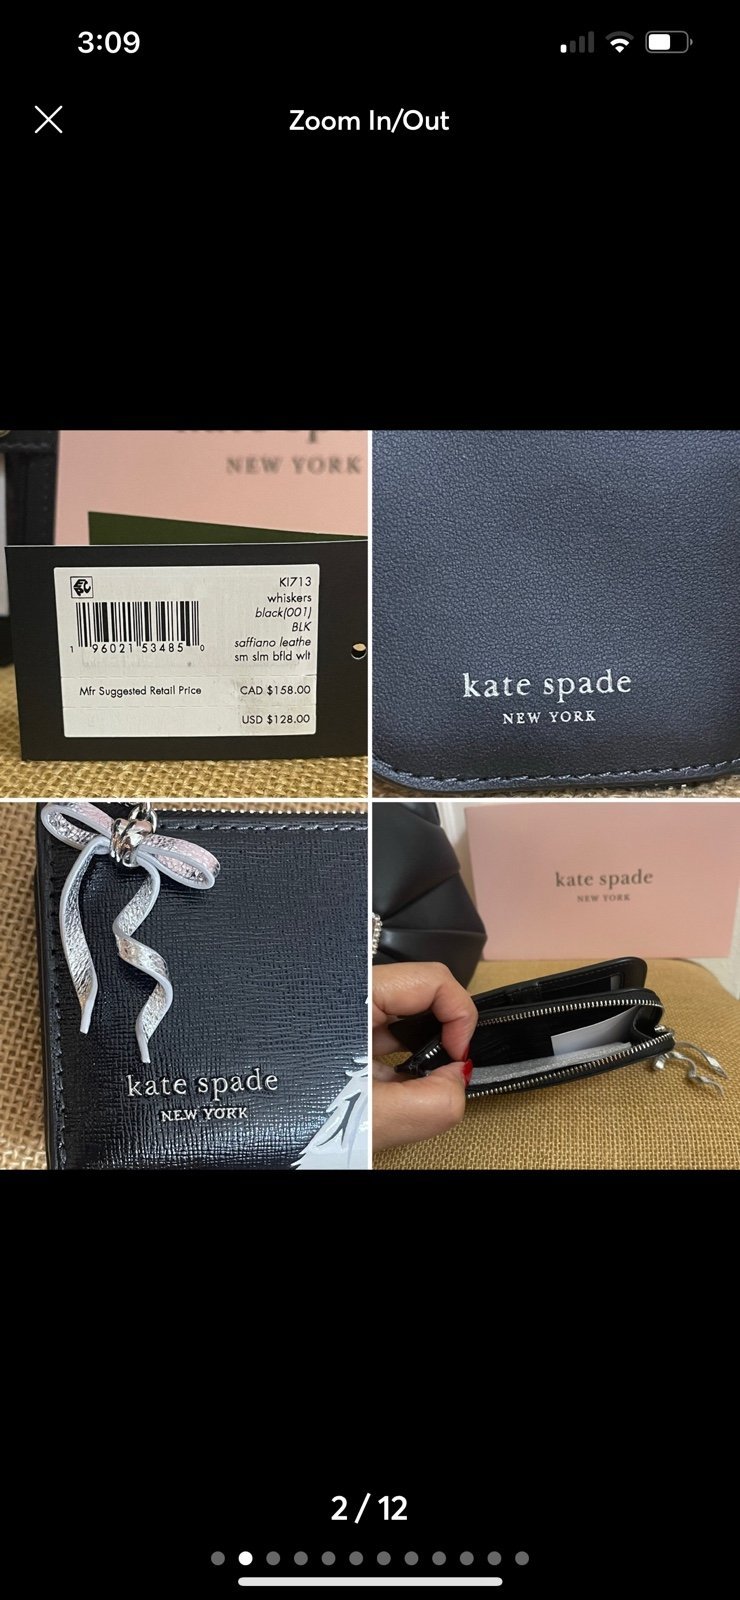 3:09
Zoom In/Out
NEW YORK
KI713
whiskers
black(001)
BLK
saffiano leathe
sm slm bfld wlt
1 96021 53485 0
Mfr Suggested Retail Price CAD $158.00
USD $128.00
kate spade
NEW YORK
kate spade
NEW YORK
kate spade
NEW YORK
2 / 12